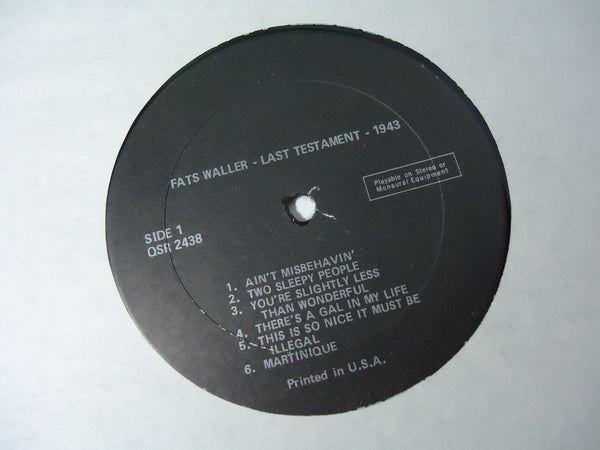 FATS WALLER - LAST TESTAMENT - 1943
Playable on Stereo or
Monaural Equipment
SIDE 1
QSR 2438
1. AIN'T MISBEHAVIN'
2. TWO SLEEPY PEOPLE
3. YOU'RE SLIGHTLY LESS
THAN WONDERFUL
4. THERE'S A GAL IN MY LIFE
5. THIS IS SO NICE IT MUST BE
ILLEGAL
6. MARTINIQUE
Printed in U.S.A.